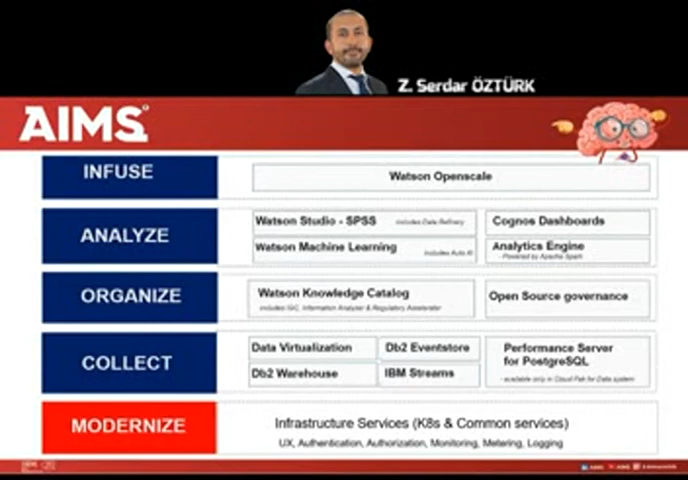 Z. Serdar ÖZTÜRK
AIMS
INFUSE
Watson Openscale
ANALYZE
Watson Studio - SPSS includes Data Refinery
Cognos Dashboards
Watson Machine Learning includes Auto AI
Analytics Engine
- Powered by Apache Spark
ORGANIZE
Watson Knowledge Catalog
includes IGC, Information Analyzer & Regulatory Accelerator
Open Source governance
COLLECT
Data Virtualization
Db2 Eventstore
Db2 Warehouse
IBM Streams
Performance Server
for PostgreSQL
- available only in Cloud Pak for Data system
MODERNIZE
Infrastructure Services (K8s & Common services)
UX, Authentication, Authorization, Monitoring, Metering, Logging